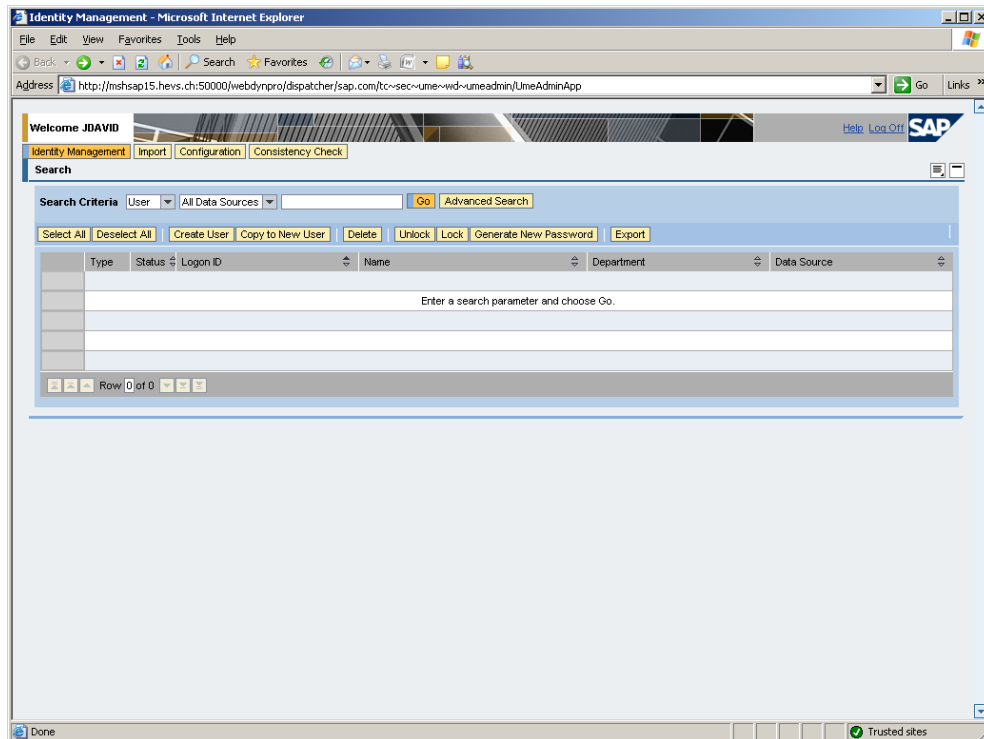 Identity Management - Microsoft Internet Explorer
File Edit View Favorites Tools Help
Back Search Favorites
Address http://mshsap15.hevs.ch:50000/webdynpro/dispatcher/sap.com/tc~sec~ume~wd~umeadmin/UmeAdminApp Go Links »
Welcome JDAVID Help Log Off SAP
Identity Management Import Configuration Consistency Check
Search
Search Criteria User All Data Sources Go Advanced Search
Select All Deselect All Create User Copy to New User Delete Unlock Lock Generate New Password Export
Type Status Logon ID Name Department Data Source
Enter a search parameter and choose Go.
Row 0 of 0
Done Trusted sites